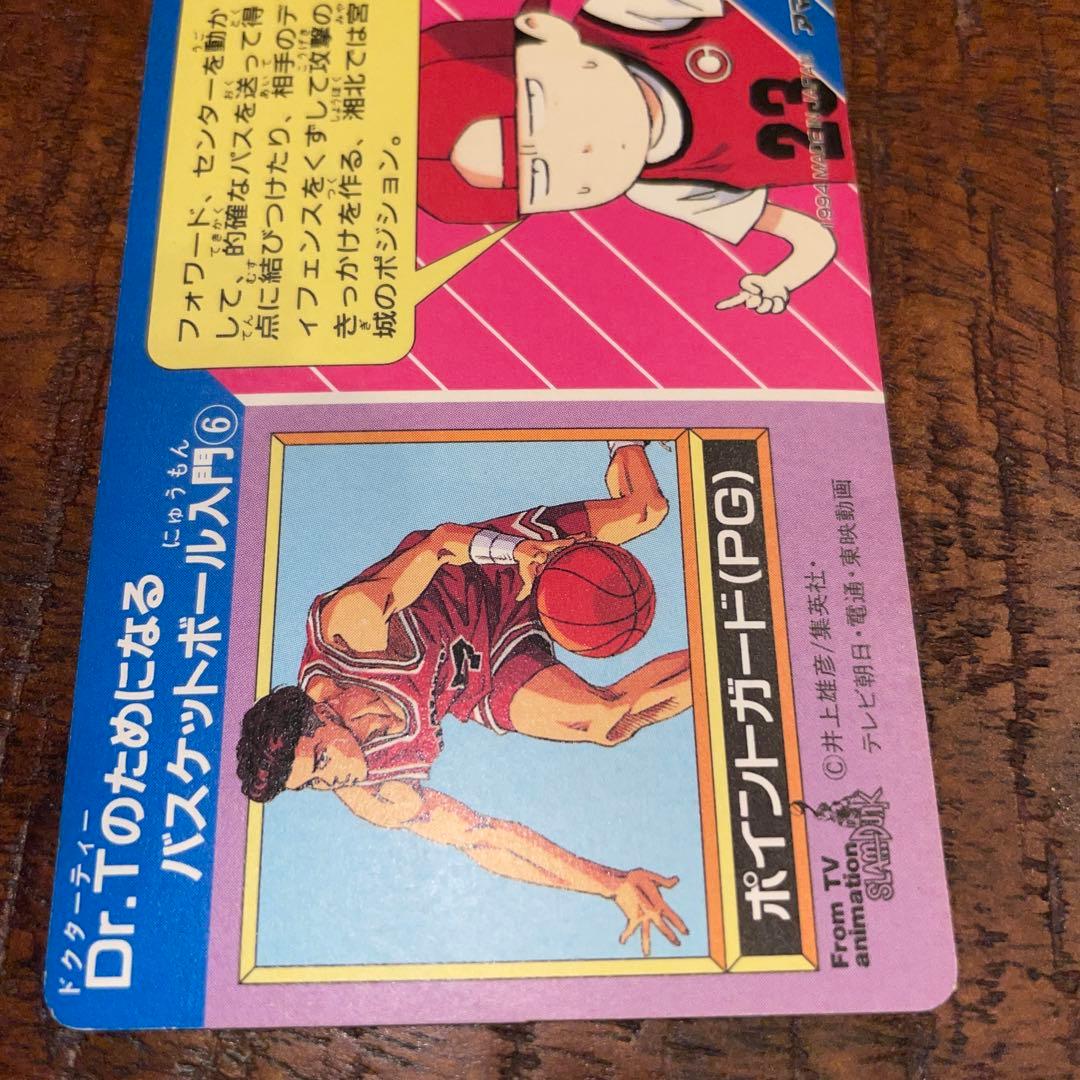 ドクターティー
Dr.Tのためになる
にゅうもん
バスケットボール入門⑥
ポイントガード(PG)
From TV
animation
SLAM DUNK
©井上雄彦/集英社・
テレビ朝日・電通・東映動画
フォワード、センターを動か
して、的確なパスを送って得
点に結びつけたり、相手のデ
ィフェンスをくずして攻撃の
きっかけを作る、湘北では宮
城のポジション。
C
23
1994 MADE IN JAPAN アマ